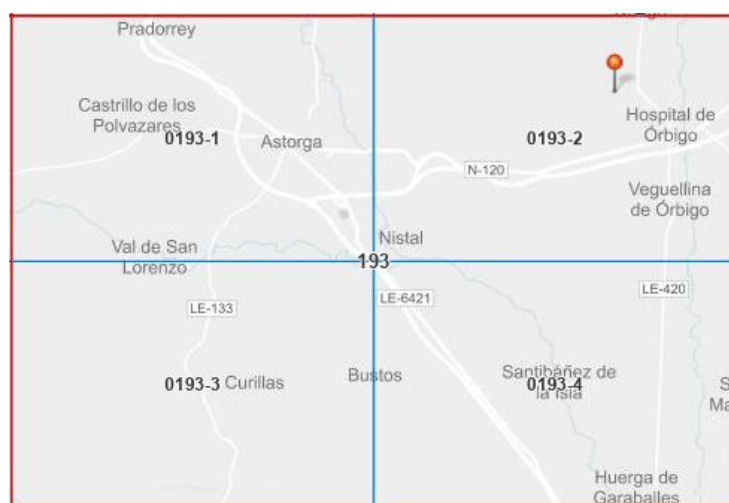 Pradorrey
Castrillo de los
Polvazares
0193-1
Astorga
0193-2
Hospital de
Órbigo
N-120
Veguellina
de Órbigo
Nistal
Val de San
Lorenzo
193
LE-133
LE-6421
LE-420
0193-3
Curillas
Bustos
Santibáñez de
la Isla
0193-4
Huerga de
Garaballes